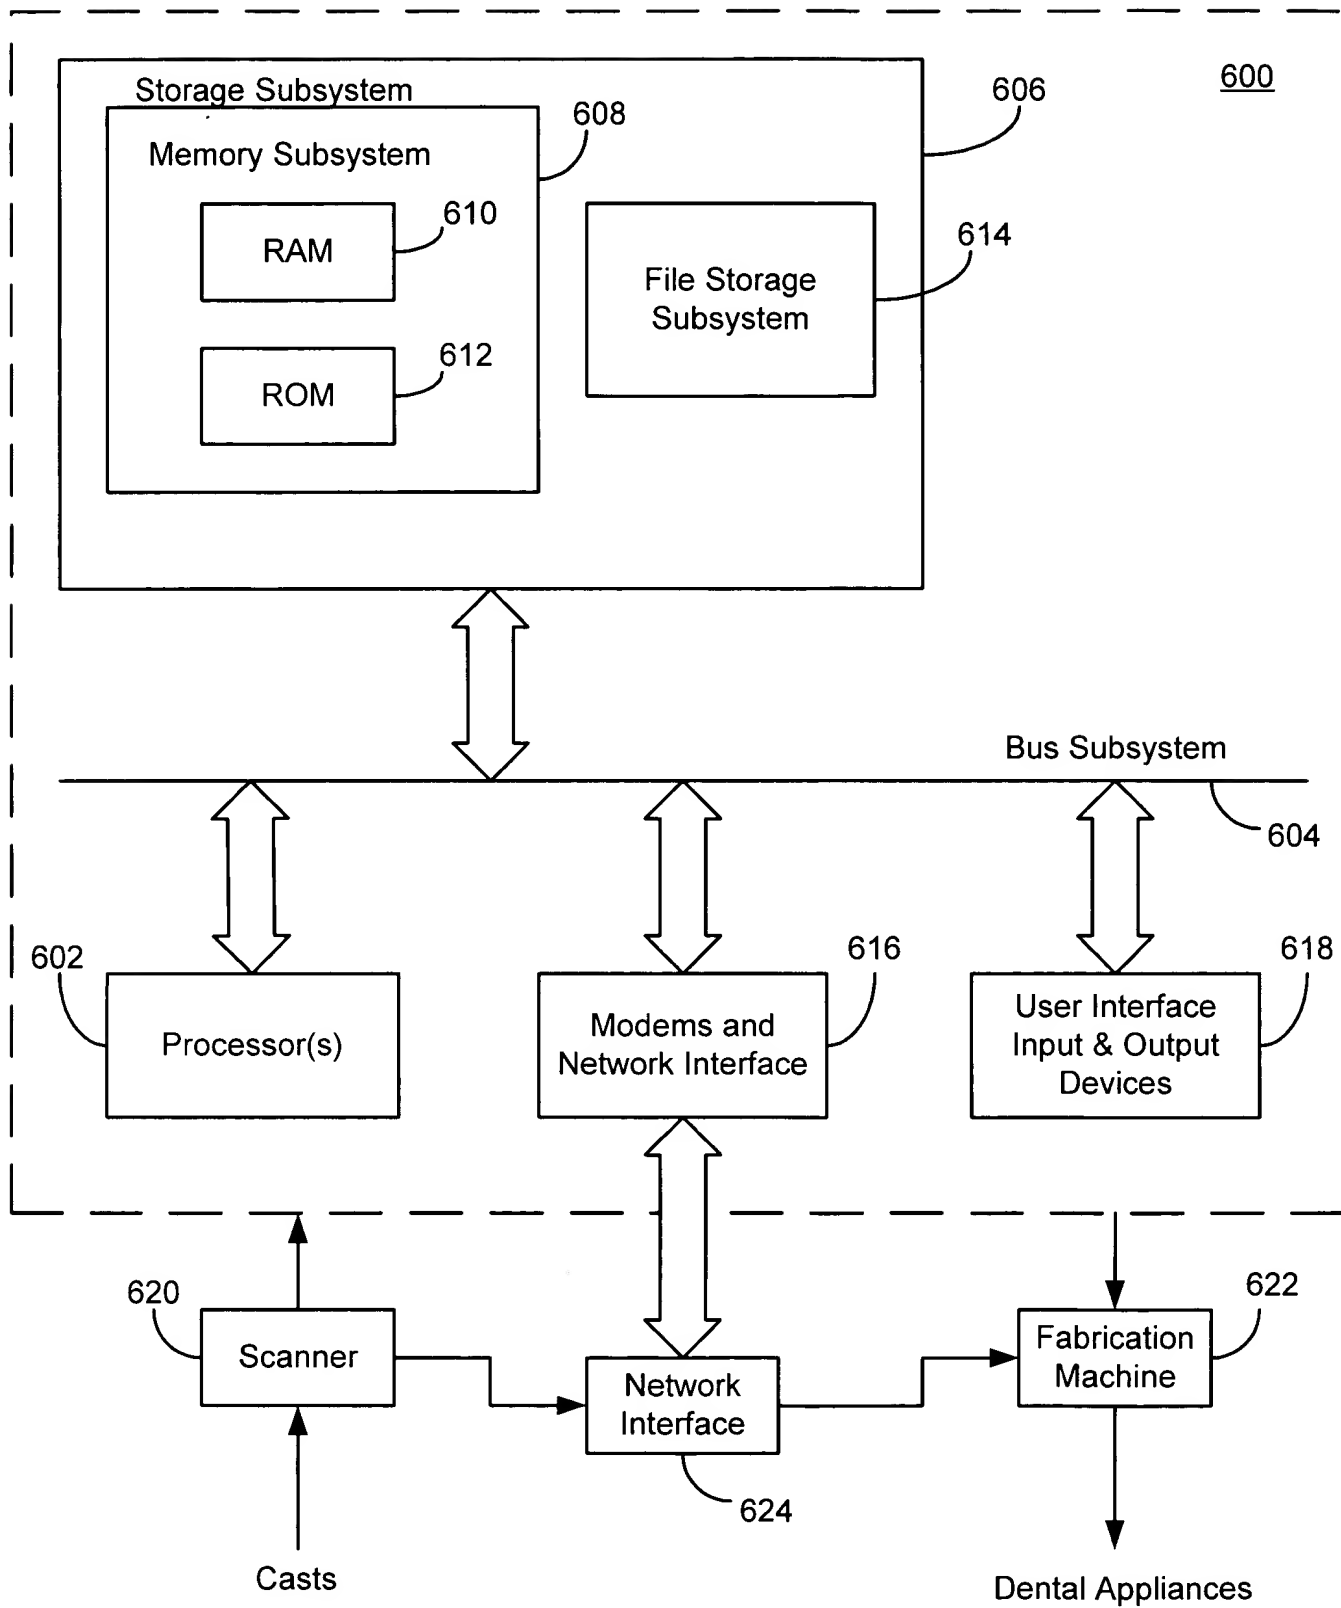 600
Storage Subsystem
606
608
Memory Subsystem
610
RAM
614
File Storage
Subsystem
612
ROM
Bus Subsystem
604
602
Processor(s)
616
Modems and
Network Interface
618
User Interface
Input & Output
Devices
620
Scanner
622
Fabrication
Machine
Network
Interface
624
Casts
Dental Appliances